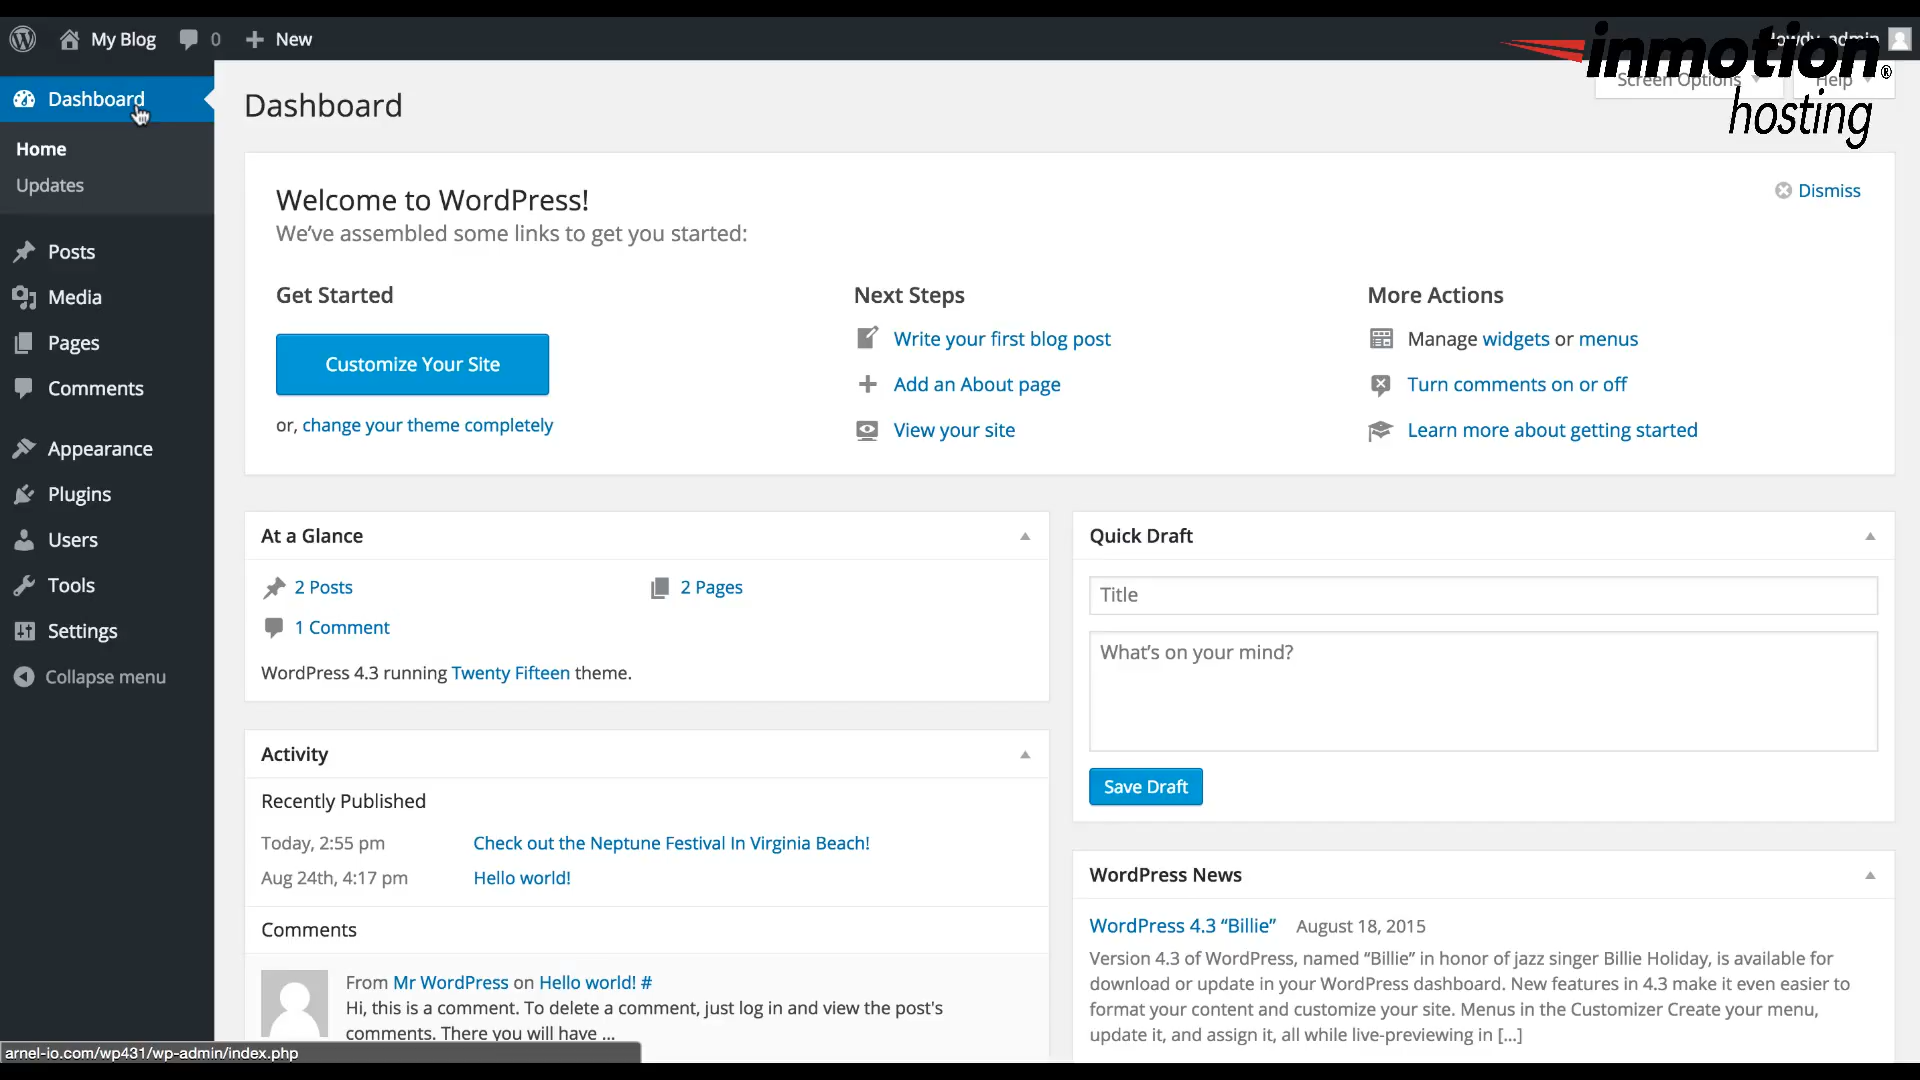 My Blog 0 New
inmotion®
hosting
Screen Options Help
Dashboard
Home
Updates
Posts
Media
Pages
Comments
Appearance
Plugins
Users
Tools
Settings
Collapse menu
Dashboard
Welcome to WordPress!
We've assembled some links to get you started:
Dismiss
Get Started
Customize Your Site
or, change your theme completely
Next Steps
Write your first blog post
Add an About page
View your site
More Actions
Manage widgets or menus
Turn comments on or off
Learn more about getting started
At a Glance
2 Posts 2 Pages
1 Comment
WordPress 4.3 running Twenty Fifteen theme.
Activity
Recently Published
Today, 2:55 pm Check out the Neptune Festival In Virginia Beach!
Aug 24th, 4:17 pm Hello world!
Comments
From Mr WordPress on Hello world! #
Hi, this is a comment. To delete a comment, just log in and view the post's
comments. There you will have ...
Quick Draft
Title
What's on your mind?
Save Draft
WordPress News
WordPress 4.3 “Billie” August 18, 2015
Version 4.3 of WordPress, named “Billie” in honor of jazz singer Billie Holiday, is available for
download or update in your WordPress dashboard. New features in 4.3 make it even easier to
format your content and customize your site. Menus in the Customizer Create your menu,
update it, and assign it, all while live-previewing in [...]
arnel-io.com/wp431/wp-admin/index.php